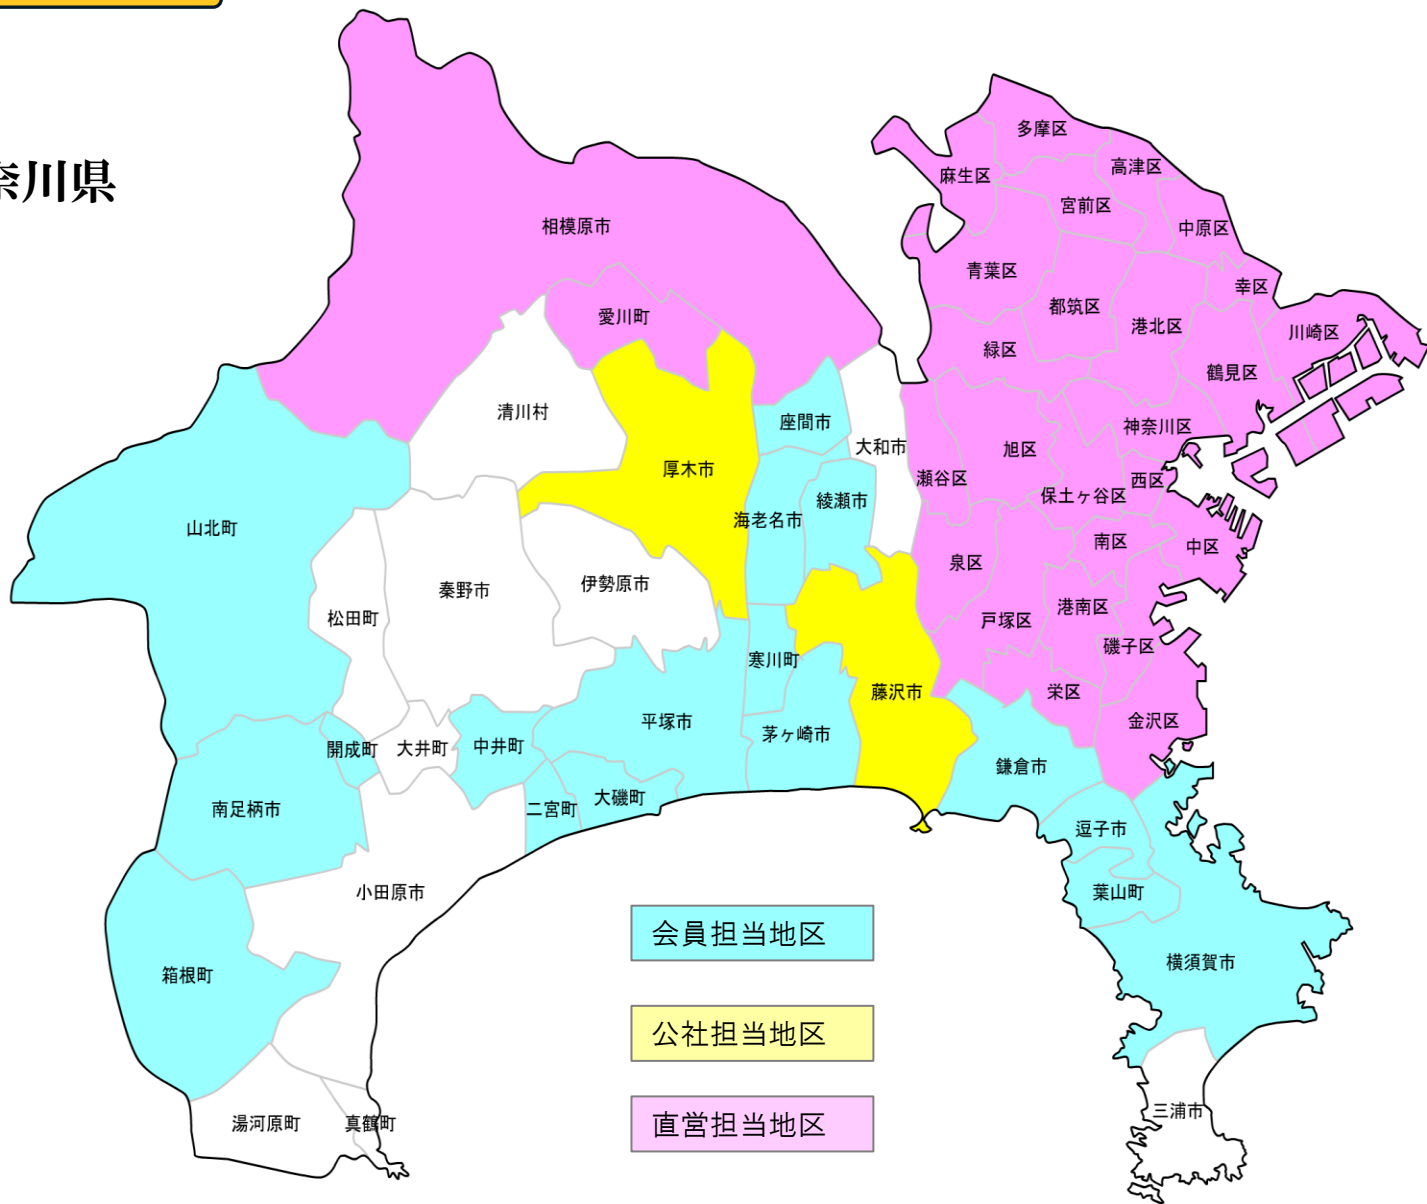 奈川県
多摩区
麻生区
高津区
宮前区
中原区
相模原市
青葉区
幸区
都筑区
愛川町
港北区
川崎区
緑区
鶴見区
清川村
座間市
神奈川区
大和市
旭区
厚木市
瀬谷区
西区
保土ヶ谷区
綾瀬市
海老名市
山北町
南区
中区
泉区
伊勢原市
秦野市
港南区
松田町
戸塚区
磯子区
寒川町
藤沢市
栄区
平塚市
金沢区
茅ヶ崎市
開成町
大井町
中井町
鎌倉市
大磯町
南足柄市
二宮町
逗子市
小田原市
葉山町
会員担当地区
横須賀市
箱根町
公社担当地区
三浦市
湯河原町
真鶴町
直営担当地区